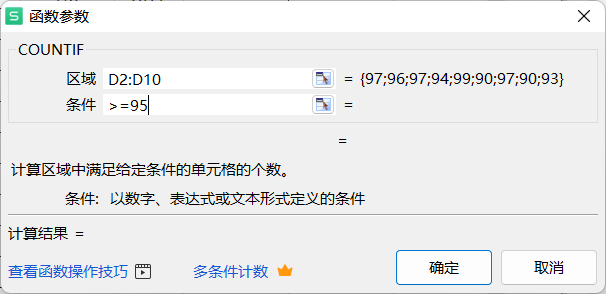 函数参数
COUNTIF
区域 D2:D10 = {97;96;97;94;99;90;97;90;93}
条件 >=95 =
=
计算区域中满足给定条件的单元格的个数。
条件: 以数字、表达式或文本形式定义的条件
计算结果 =
查看函数操作技巧 多条件计数 确定 取消